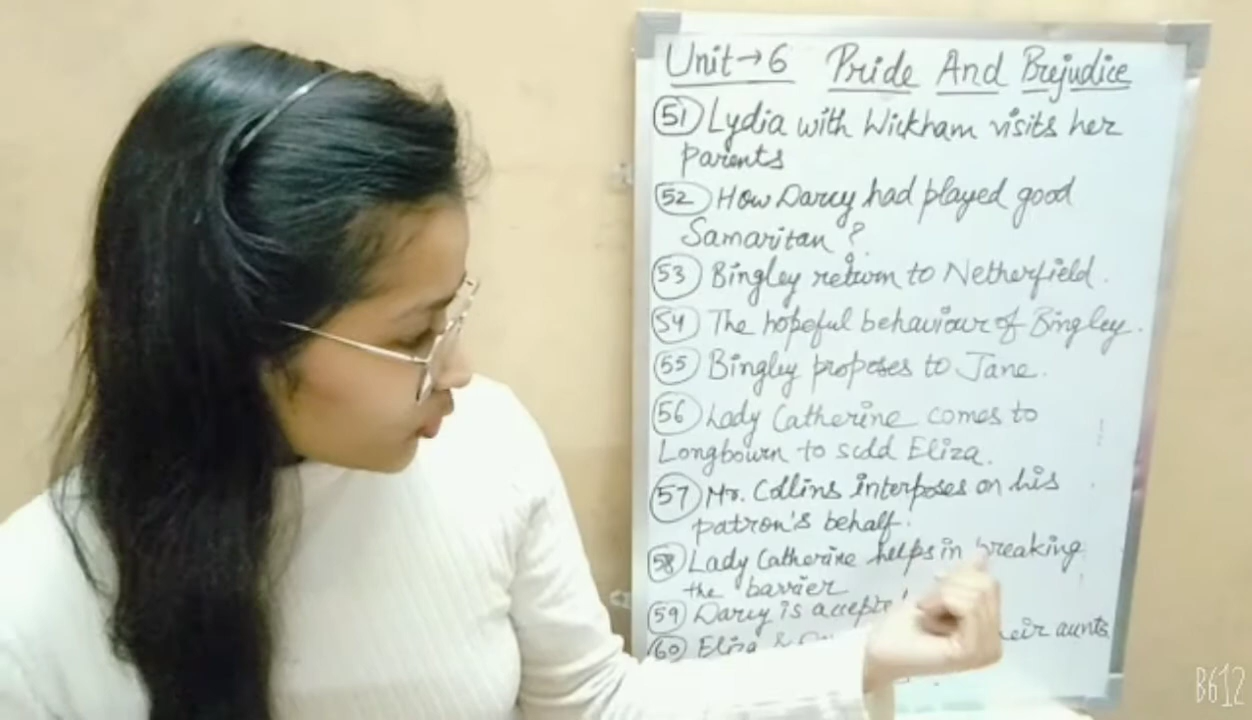 Unit→6 Pride And Prejudice
51 Lydia with Wickham visits her
parents
52 How Darcy had played good
Samaritan ?
53 Bingley return to Netherfield.
54 The hopeful behaviour of Bingley.
55 Bingley proposes to Jane.
56 Lady Catherine comes to
Longbourn to scdd Eliza.
57 Mr. Collins interposes on his
patron's behalf.
58 Lady Catherine helps in breaking
the barrier
59 Darcy is
60 Eliza & aunts
B612